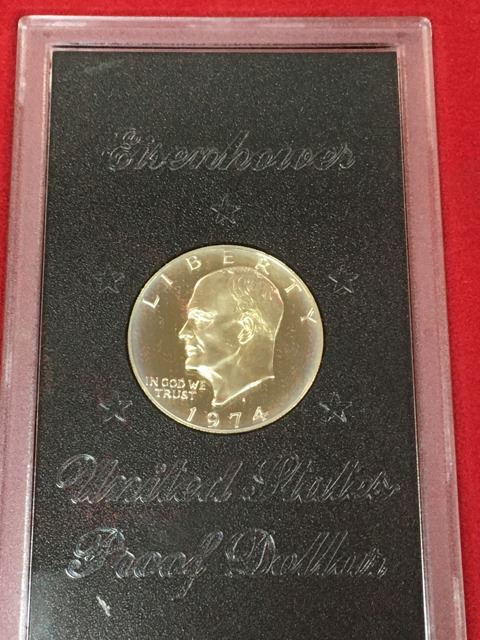 Eisenhower
LIBERTY
IN GOD WE
TRUST
1974
United States
Proof Dollar